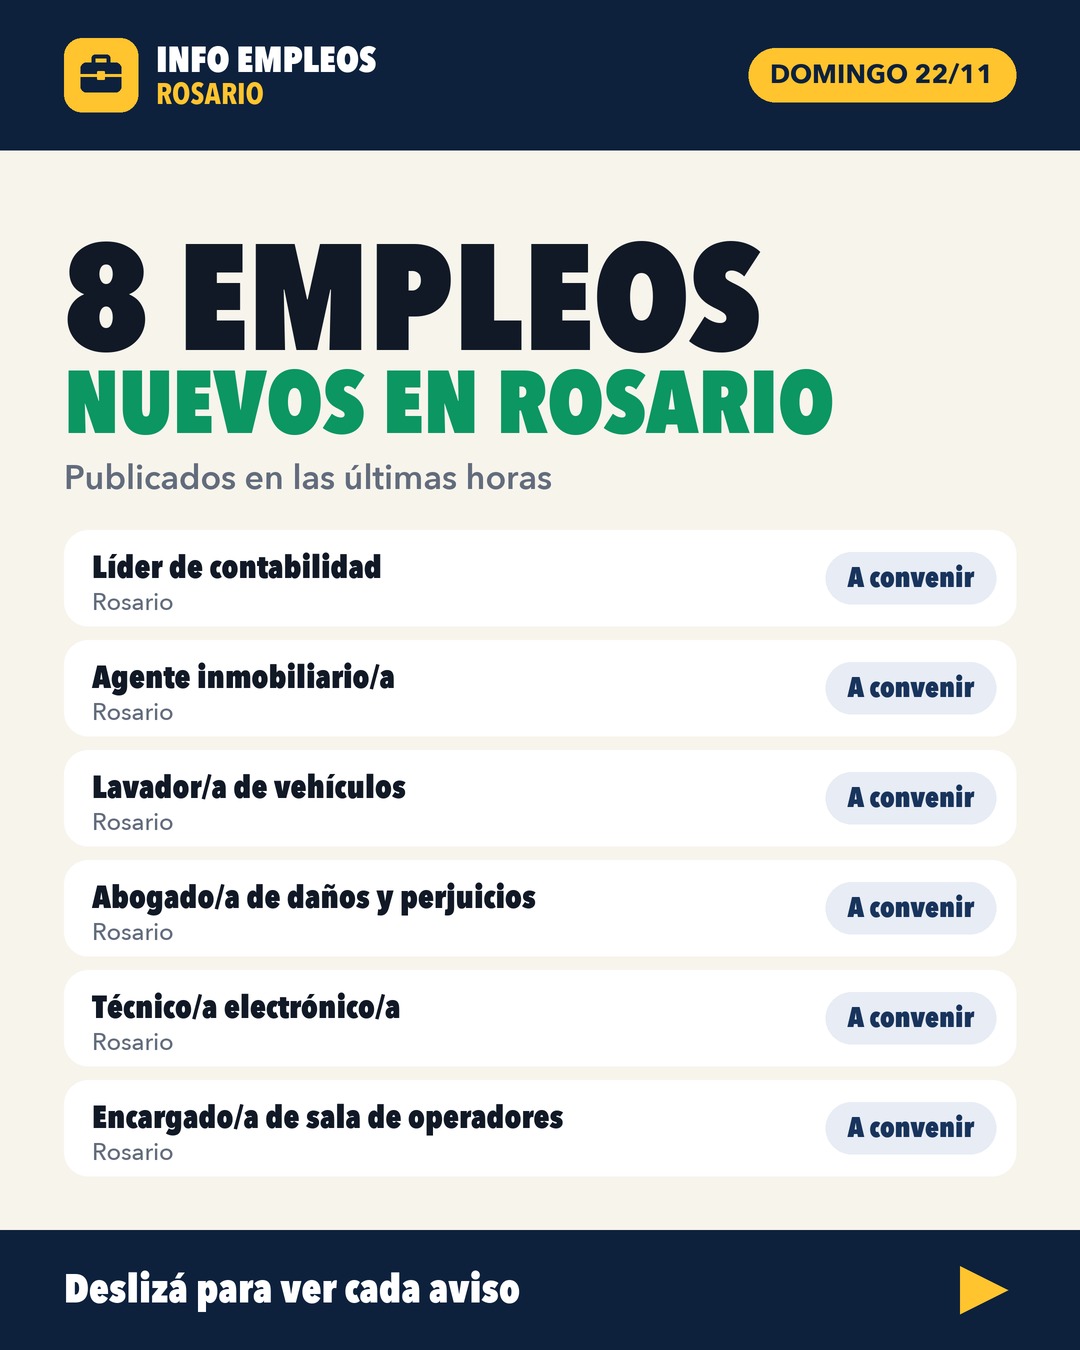 INFO EMPLEOS
ROSARIO
DOMINGO 22/11
8 EMPLEOS
NUEVOS EN ROSARIO
Publicados en las últimas horas
Líder de contabilidad
Rosario
A convenir
Agente inmobiliario/a
Rosario
A convenir
Lavador/a de vehículos
Rosario
A convenir
Abogado/a de daños y perjuicios
Rosario
A convenir
Técnico/a electrónico/a
Rosario
A convenir
Encargado/a de sala de operadores
Rosario
A convenir
Deslizá para ver cada aviso